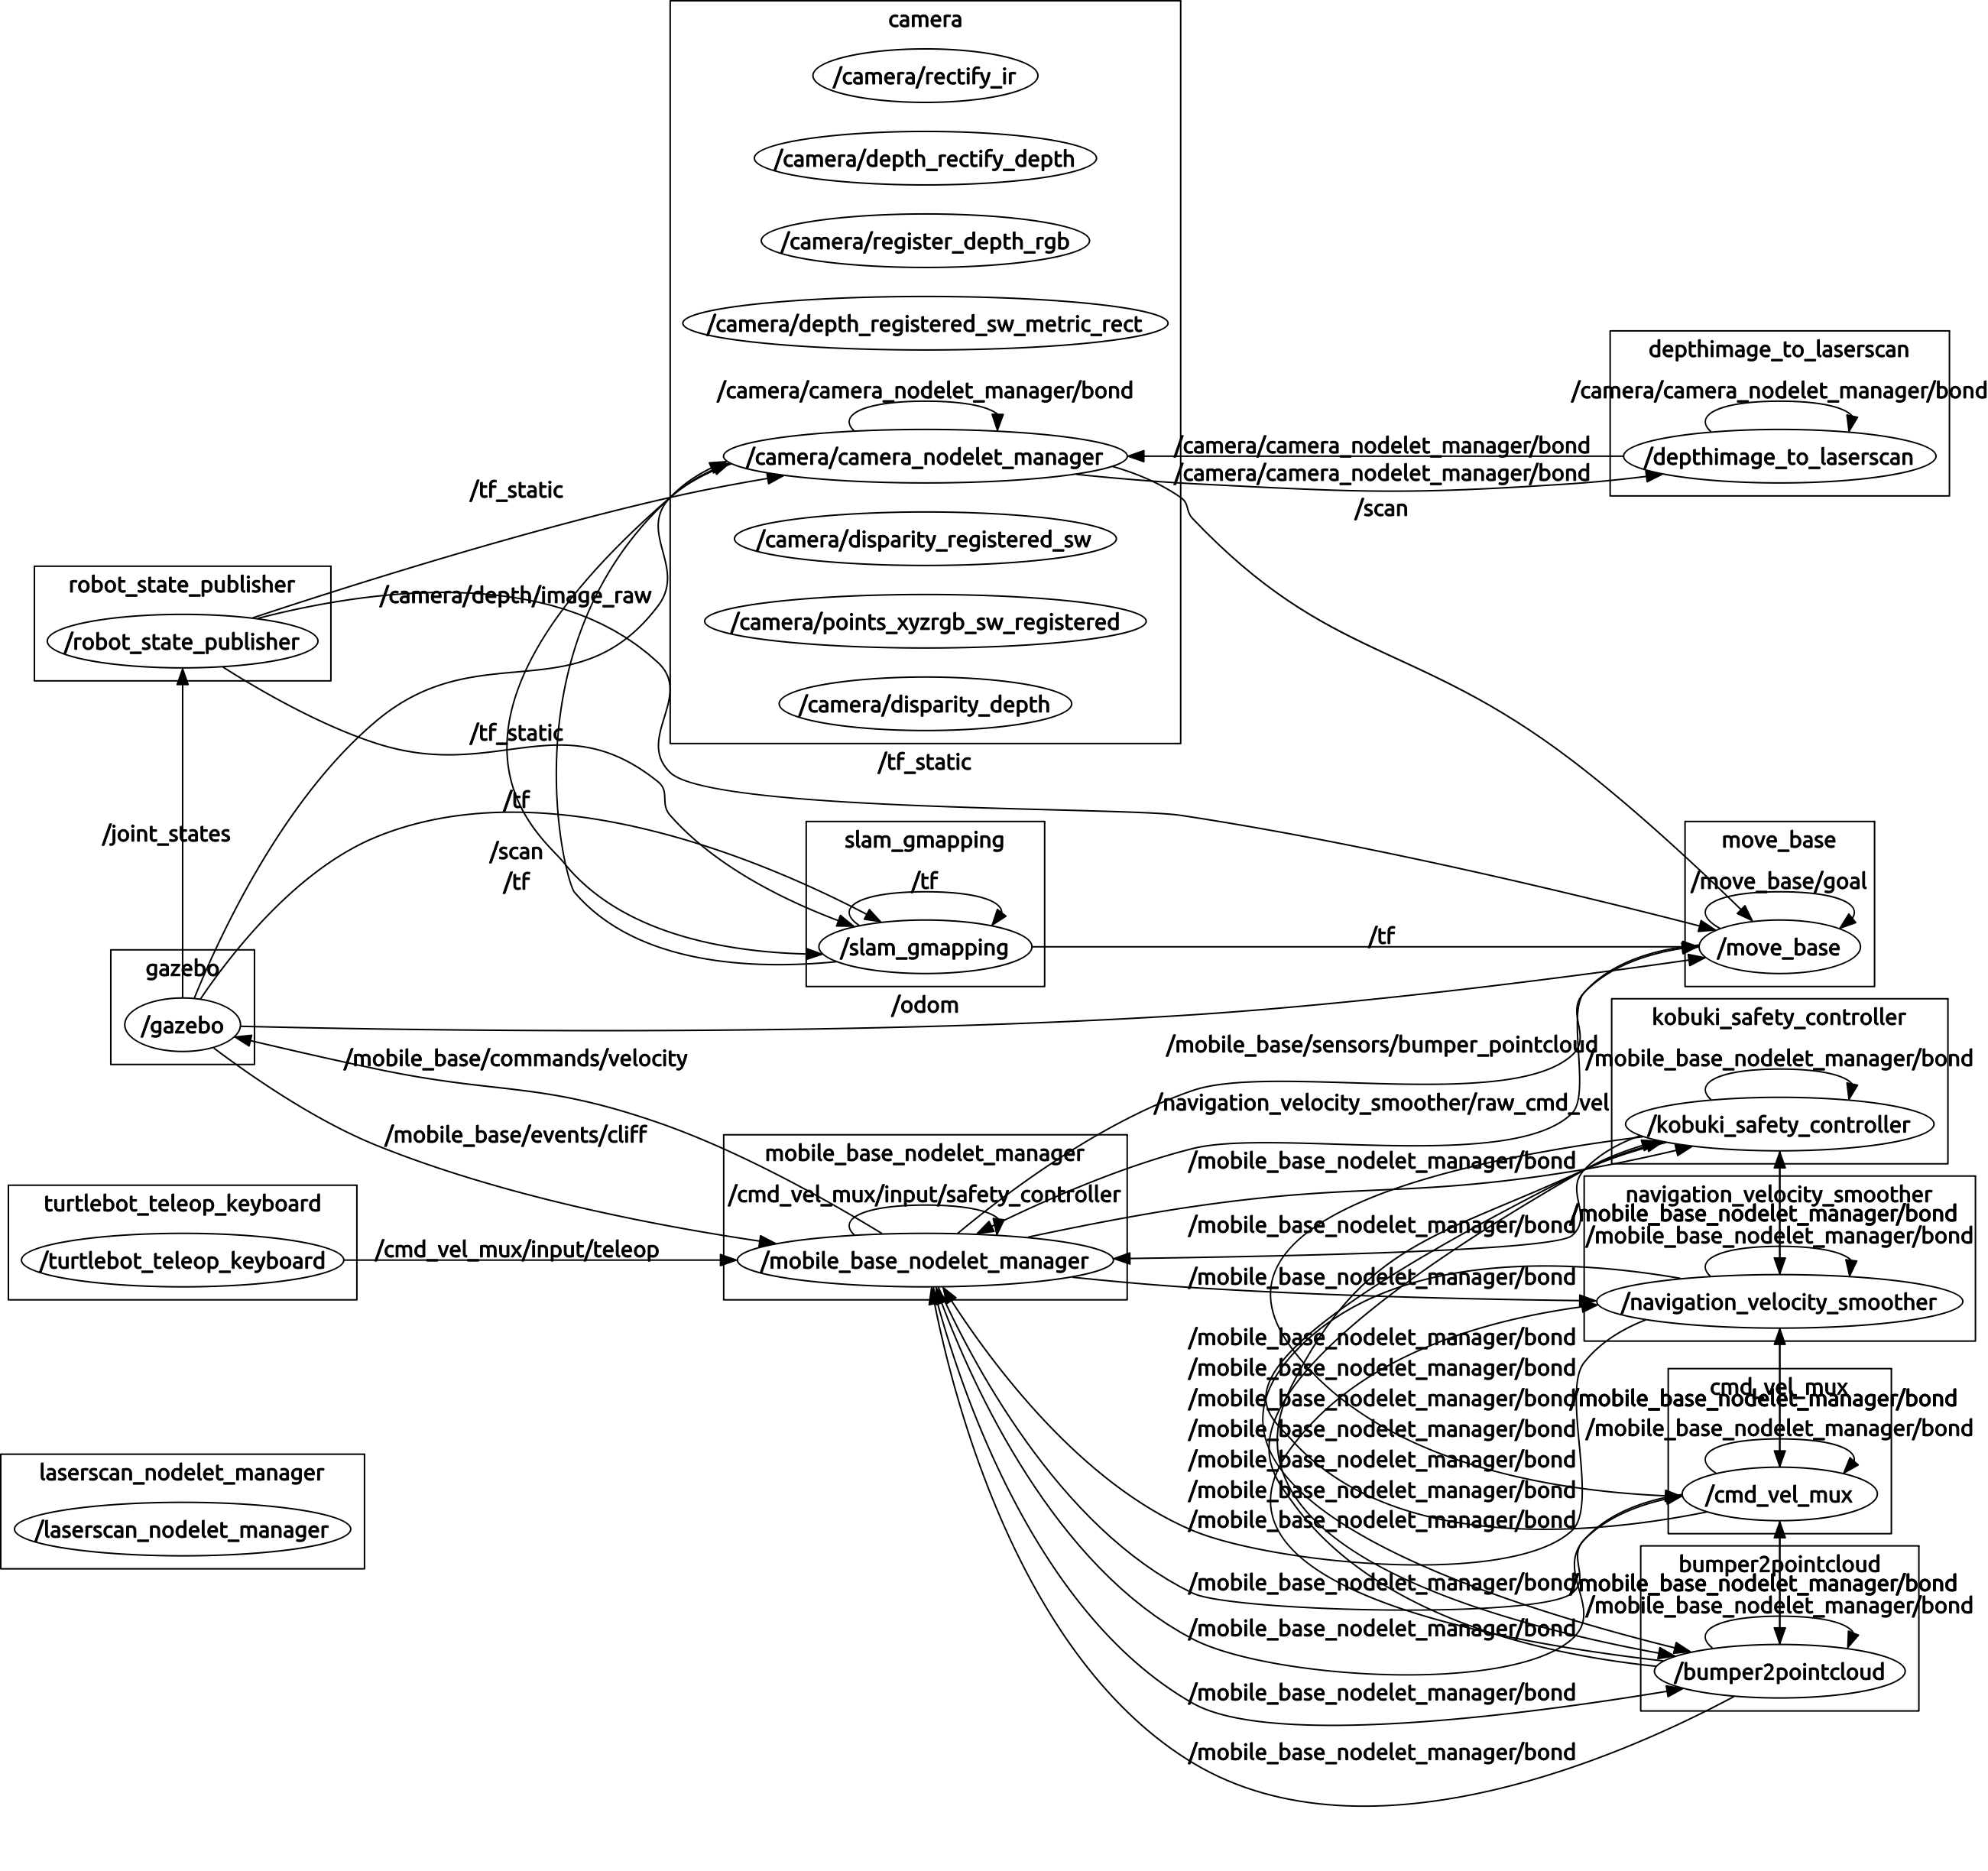 camera
/camera/rectify_ir
/camera/depth_rectify_depth
/camera/register_depth_rgb
/camera/depth_registered_sw_metric_rect
/camera/camera_nodelet_manager/bond
/camera/camera_nodelet_manager
/camera/disparity_registered_sw
/camera/points_xyzrgb_sw_registered
/camera/disparity_depth
depthimage_to_laserscan
/camera/camera_nodelet_manager/bond
/depthimage_to_laserscan
/camera/camera_nodelet_manager/bond
/camera/camera_nodelet_manager/bond
/scan
/tf_static
robot_state_publisher
/robot_state_publisher
/camera/depth/image_raw
/tf_static
/tf_static
/tf
/joint_states
/scan
/tf
slam_gmapping
/tf
/slam_gmapping
move_base
/move_base/goal
/move_base
/tf
gazebo
/gazebo
/odom
/mobile_base/commands/velocity
/mobile_base/events/cliff
/mobile_base/sensors/bumper_pointcloud
/navigation_velocity_smoother/raw_cmd_vel
kobuki_safety_controller
/mobile_base_nodelet_manager/bond
/kobuki_safety_controller
mobile_base_nodelet_manager
/cmd_vel_mux/input/safety_controller
/mobile_base_nodelet_manager
turtlebot_teleop_keyboard
/turtlebot_teleop_keyboard
/cmd_vel_mux/input/teleop
/mobile_base_nodelet_manager/bond
/mobile_base_nodelet_manager/bond
/mobile_base_nodelet_manager/bond
navigation_velocity_smoother
/mobile_base_nodelet_manager/bond
/mobile_base_nodelet_manager/bond
/navigation_velocity_smoother
/mobile_base_nodelet_manager/bond
/mobile_base_nodelet_manager/bond
/mobile_base_nodelet_manager/bond
/mobile_base_nodelet_manager/bond
/mobile_base_nodelet_manager/bond
/mobile_base_nodelet_manager/bond
/mobile_base_nodelet_manager/bond
cmd_vel_mux
/mobile_base_nodelet_manager/bond
/mobile_base_nodelet_manager/bond
/cmd_vel_mux
laserscan_nodelet_manager
/laserscan_nodelet_manager
bumper2pointcloud
/mobile_base_nodelet_manager/bond
/mobile_base_nodelet_manager/bond
/bumper2pointcloud
/mobile_base_nodelet_manager/bond
/mobile_base_nodelet_manager/bond
/mobile_base_nodelet_manager/bond
/mobile_base_nodelet_manager/bond